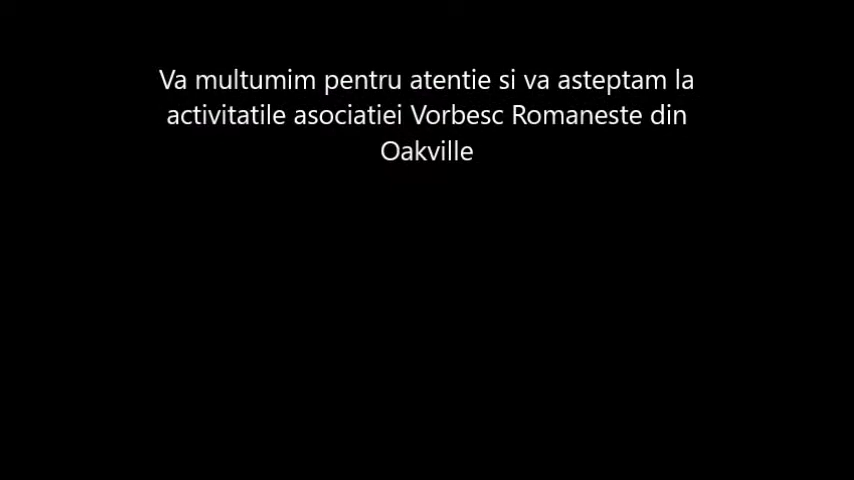 Va multumim pentru atentie si va asteptam la
activitatile asociatiei Vorbesc Romaneste din
Oakville